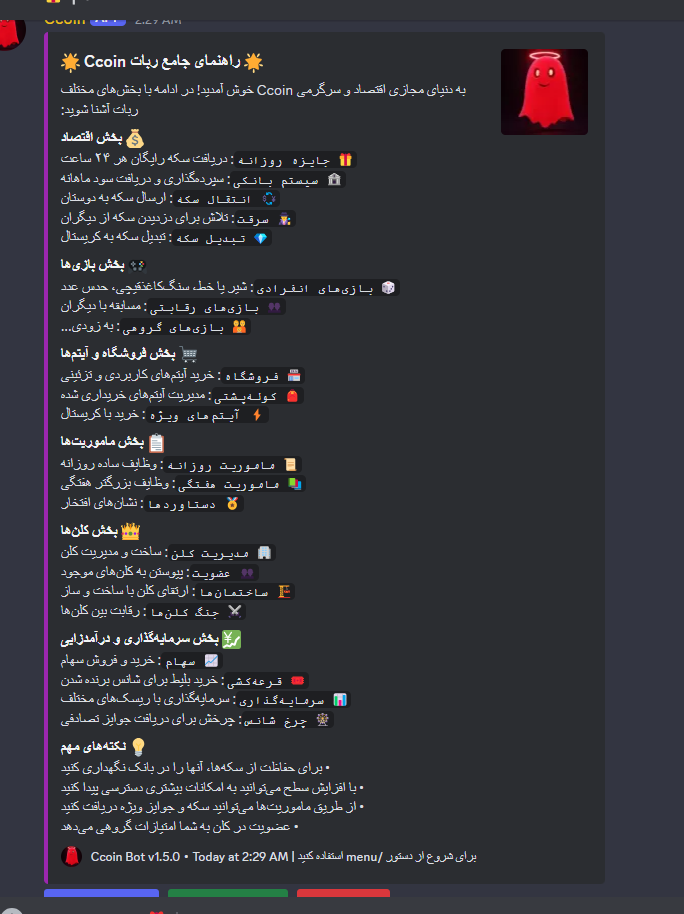 Ccoin APP 2:29 AM
🌟 راهنمای جامع ربات Ccoin 🌟
به دنیای مجازی اقتصاد و سرگرمی Ccoin خوش آمدید! در ادامه با بخش‌های مختلف
ربات آشنا شوید:
💰 بخش اقتصاد
🎁 جایزه روزانه : دریافت سکه رایگان هر ۲۴ ساعت
🏦 سیستم بانکی : سپرده‌گذاری و دریافت سود ماهانه
💱 انتقال سکه : ارسال سکه به دوستان
🦹 سرقت : تلاش برای دزدیدن سکه از دیگران
💎 تبدیل سکه : تبدیل سکه به کریستال
🎮 بخش بازی‌ها
🎲 بازی‌های انفرادی : شیر یا خط، سنگ‌کاغذقیچی، حدس عدد
👥 بازی‌های رقابتی : مسابقه با دیگران
👨‍👩‍👧‍👦 بازی‌های گروهی : به زودی...
🛒 بخش فروشگاه و آیتم‌ها
🏪 فروشگاه : خرید آیتم‌های کاربردی و تزئینی
🎒 کوله‌پشتی : مدیریت آیتم‌های خریداری شده
⚡ آیتم‌های ویژه : خرید با کریستال
📋 بخش ماموریت‌ها
📜 ماموریت روزانه : وظایف ساده روزانه
📚 ماموریت هفتگی : وظایف بزرگتر هفتگی
🏅 دستاوردها : نشان‌های افتخار
👑 بخش کلن‌ها
🏢 مدیریت کلن : ساخت و مدیریت کلن
👥 عضویت : پیوستن به کلن‌های موجود
🏗️ ساختمان‌ها : ارتقای کلن با ساخت و ساز
⚔️ جنگ کلن‌ها : رقابت بین کلن‌ها
💹 بخش سرمایه‌گذاری و درآمدزایی
📈 سهام : خرید و فروش سهام
🎟️ قرعه‌کشی : خرید بلیط برای شانس برنده شدن
📊 سرمایه‌گذاری : سرمایه‌گذاری با ریسک‌های مختلف
🎡 چرخ شانس : چرخش برای دریافت جوایز تصادفی
💡 نکته‌های مهم
• برای حفاظت از سکه‌ها، آنها را در بانک نگهداری کنید
• با افزایش سطح می‌توانید به امکانات بیشتری دسترسی پیدا کنید
• از طریق ماموریت‌ها می‌توانید سکه و جوایز ویژه دریافت کنید
• عضویت در کلن به شما امتیازات گروهی می‌دهد
برای شروع از دستور /menu استفاده کنید | Ccoin Bot v1.5.0 • Today at 2:29 AM